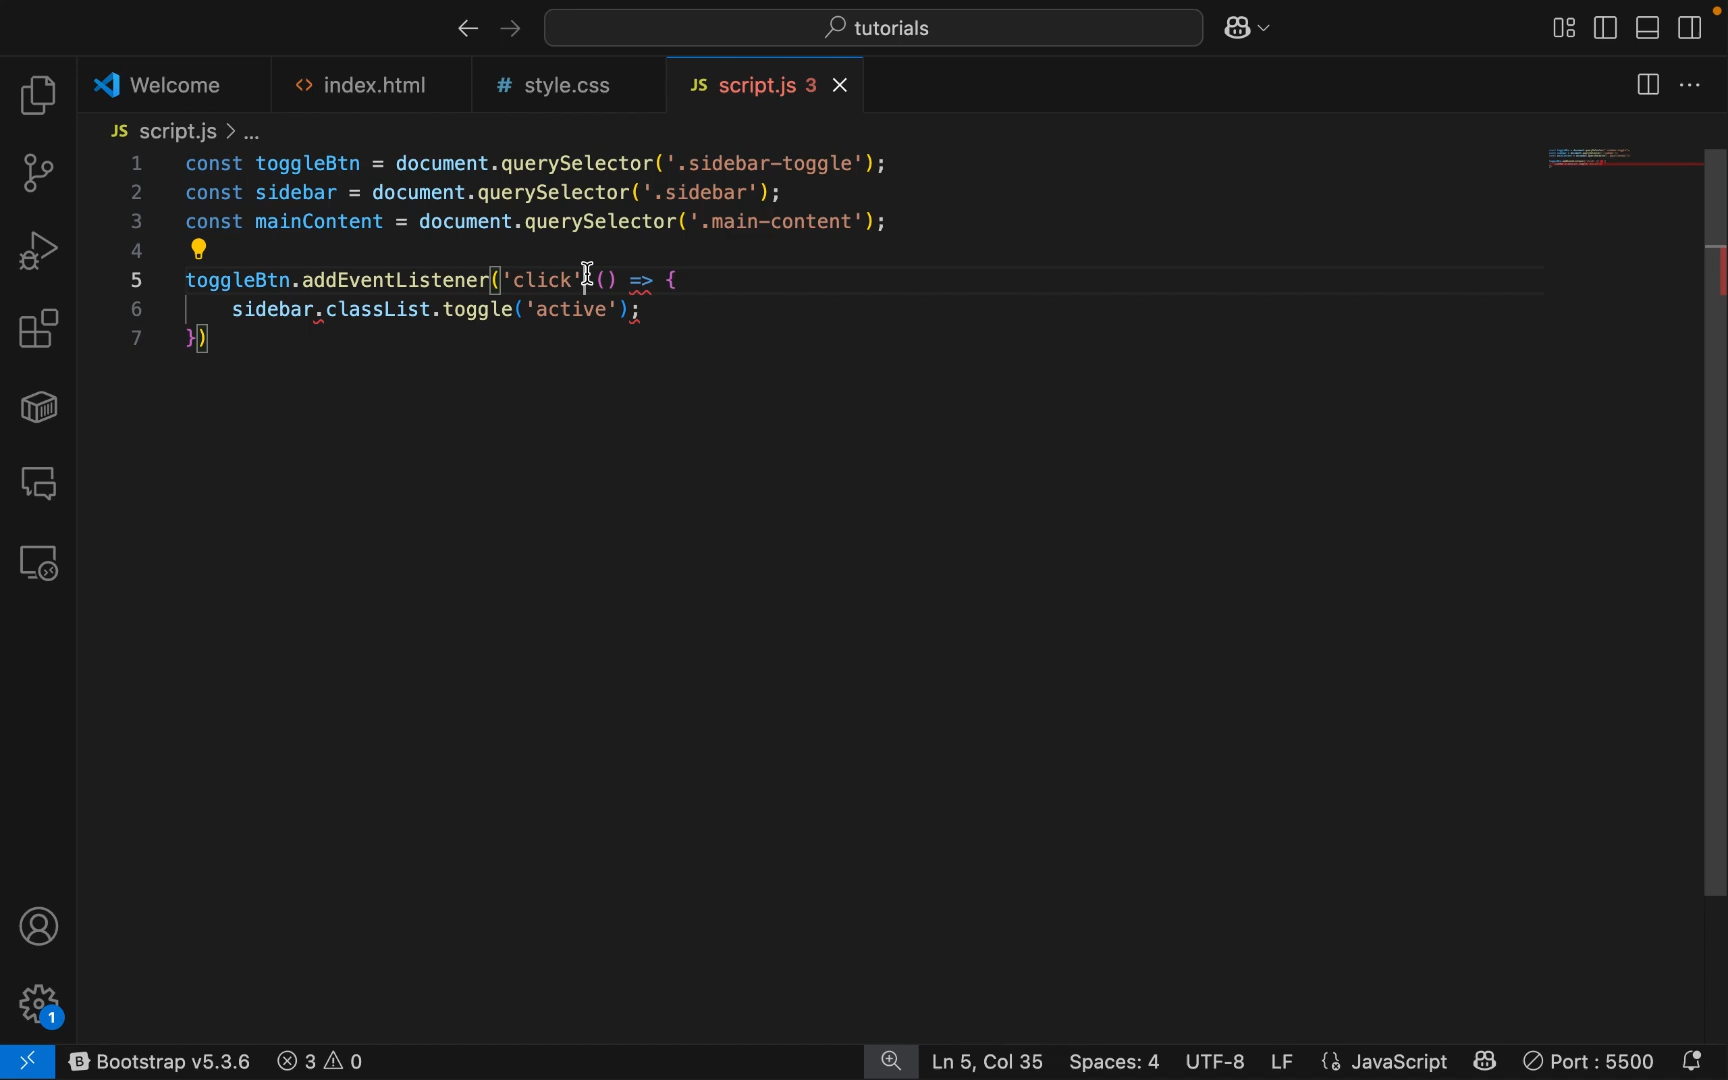 tutorials
Welcome
<> index.html
# style.css
JS script.js 3
JS script.js > ...
1 const toggleBtn = document.querySelector('.sidebar-toggle');
2 const sidebar = document.querySelector('.sidebar');
3 const mainContent = document.querySelector('.main-content');
4
5 toggleBtn.addEventListener('click' () => {
6 sidebar.classList.toggle('active');
7 })
1
Bootstrap v5.3.6 3 0 Ln 5, Col 35 Spaces: 4 UTF-8 LF {} JavaScript Port : 5500